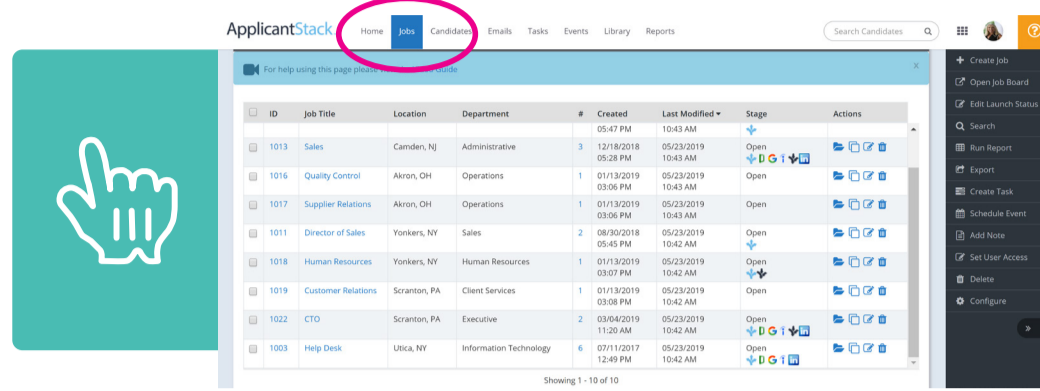 ApplicantStack Home Jobs Candidates Emails Tasks Events Library Reports Search Candidates
For help using this page please Guide X
ID Job Title Location Department # Created Last Modified Stage Actions
05:47 PM 10:43 AM
1013 Sales Camden, NJ Administrative 3 12/18/2018 05/23/2019 Open
05:28 PM 10:43 AM
1016 Quality Control Akron, OH Operations 1 01/13/2019 05/23/2019 Open
03:06 PM 10:43 AM
1017 Supplier Relations Akron, OH Operations 1 01/13/2019 05/23/2019 Open
03:06 PM 10:43 AM
1011 Director of Sales Yonkers, NY Sales 2 08/30/2018 05/23/2019 Open
05:45 PM 10:42 AM
1018 Human Resources Yonkers, NY Human Resources 1 01/13/2019 05/23/2019 Open
03:07 PM 10:42 AM
1019 Customer Relations Scranton, PA Client Services 1 01/13/2019 05/23/2019 Open
03:08 PM 10:42 AM
1022 CTO Scranton, PA Executive 2 03/04/2019 05/23/2019 Open
11:20 AM 10:42 AM
1003 Help Desk Utica, NY Information Technology 6 07/11/2017 05/23/2019 Open
12:49 PM 10:42 AM
Showing 1 - 10 of 10
?
Create Job
Open Job Board
Edit Launch Status
Search
Run Report
Export
Create Task
Schedule Event
Add Note
Set User Access
Delete
Configure
»